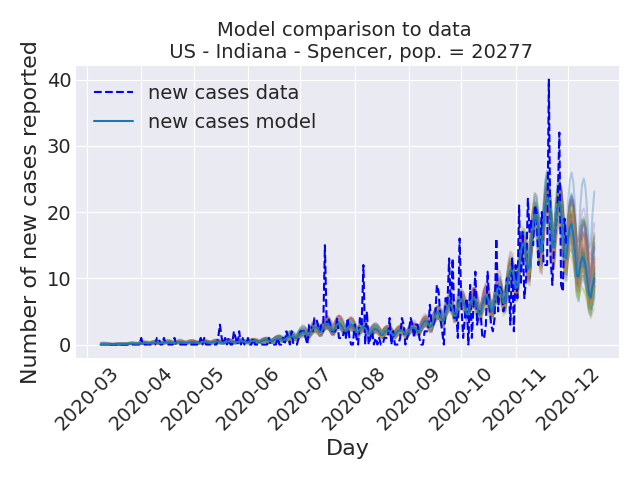 Model comparison to data
US - Indiana - Spencer, pop. = 20277
Number of new cases reported
40
30
20
10
0
new cases data
new cases model
2020-03
2020-04
2020-05
2020-06
2020-07
2020-08
2020-09
2020-10
2020-11
2020-12
Day